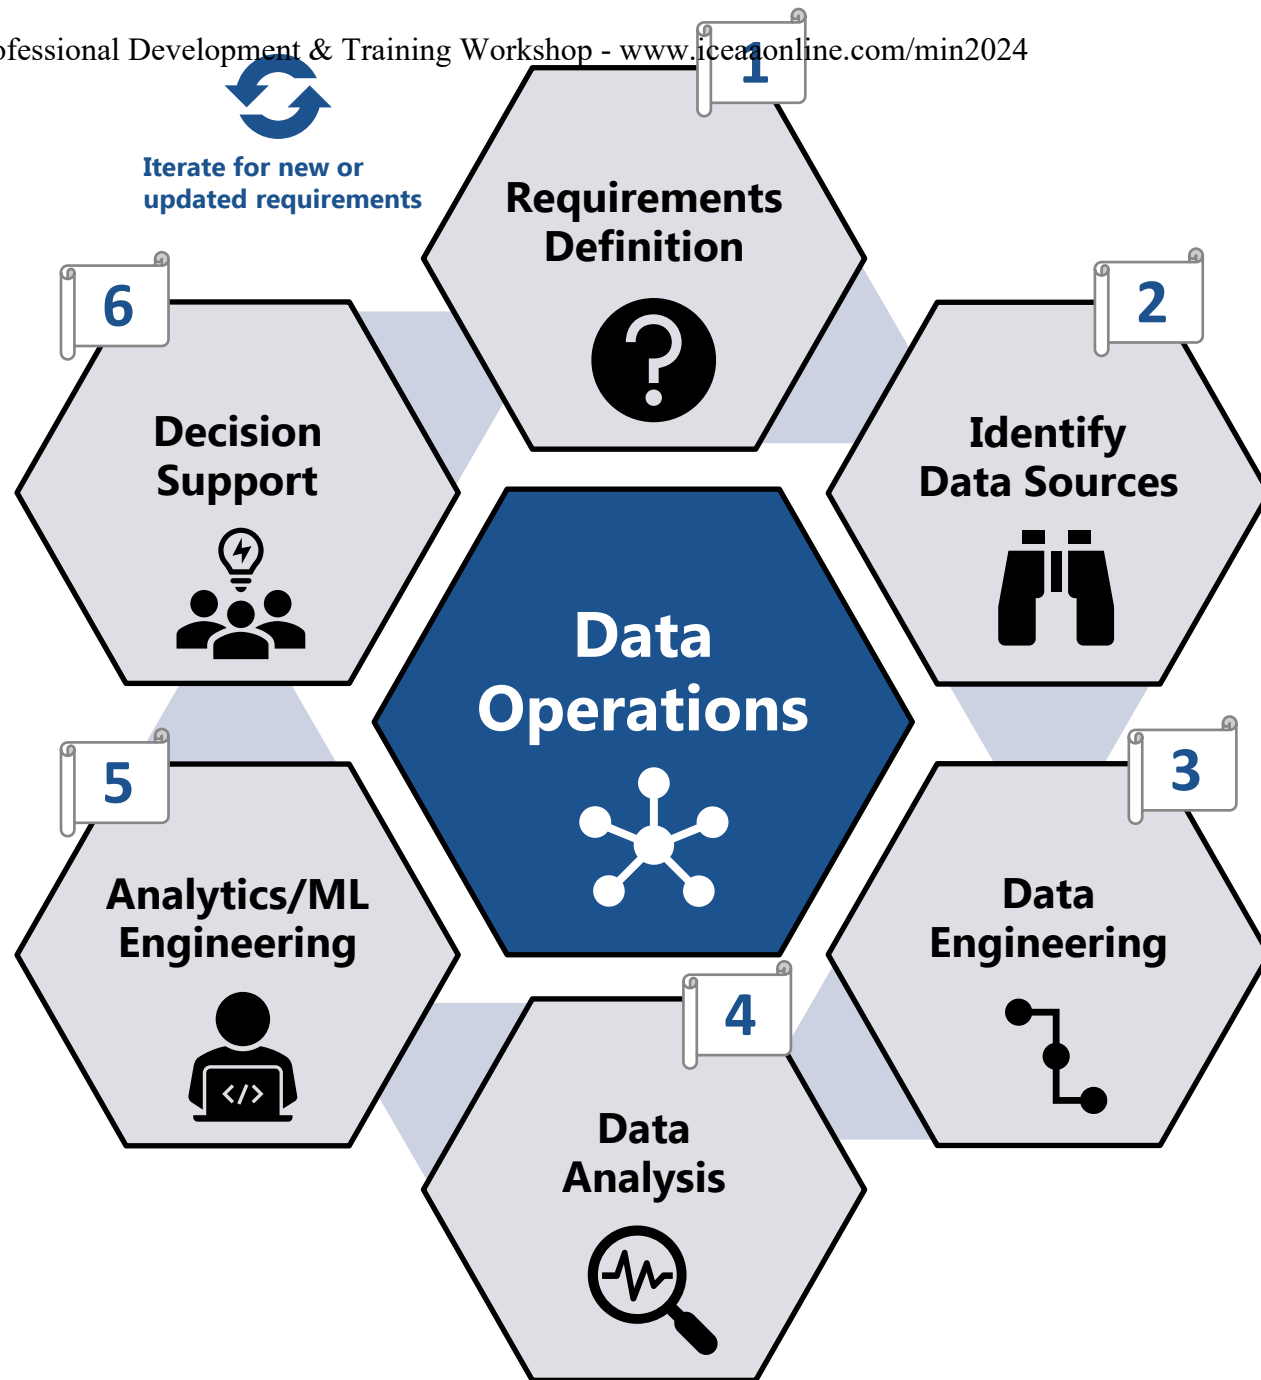 ofessional Development & Training Workshop - www.iceaaonline.com/min2024
Iterate for new or
updated requirements
1
Requirements
Definition
2
Identify
Data Sources
3
Data
Engineering
4
Data
Analysis
5
Analytics/ML
Engineering
</>
6
Decision
Support
Data
Operations